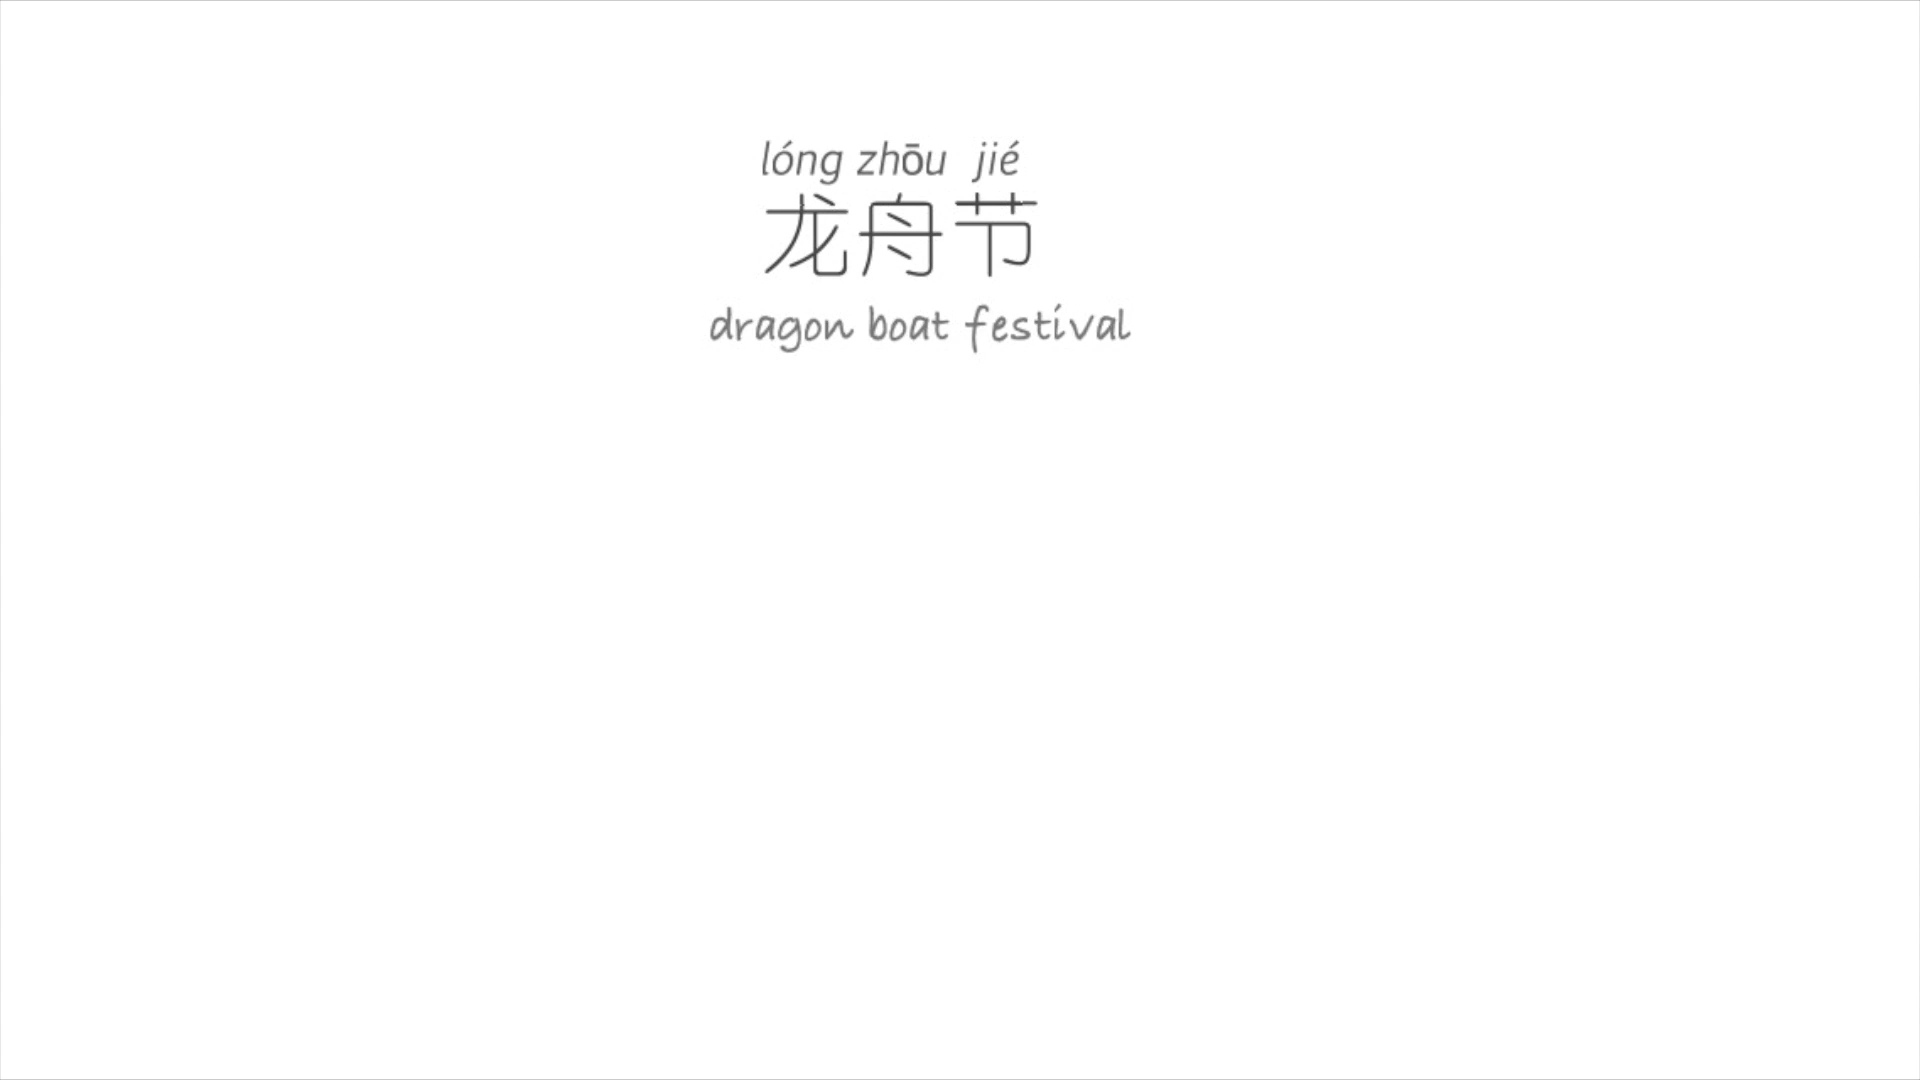 lóng zhōu jié
龙舟节
dragon boat festival